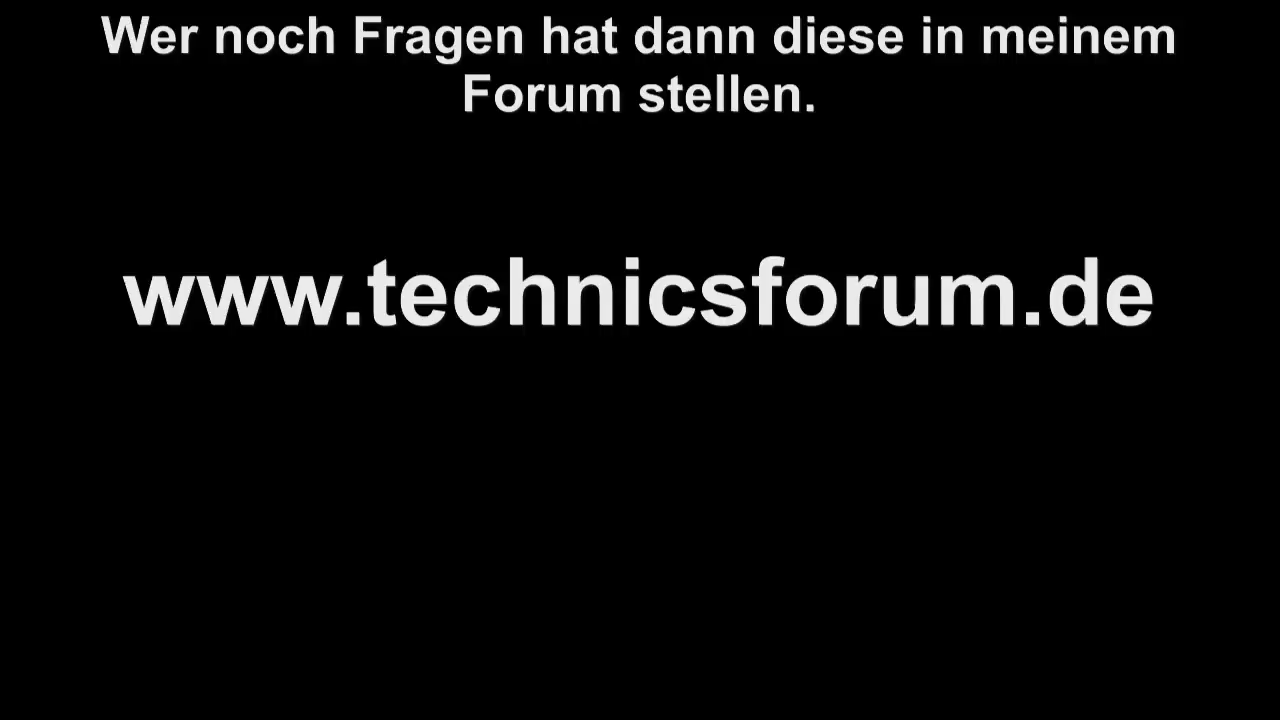 Wer noch Fragen hat dann diese in meinem
Forum stellen.
www.technicsforum.de